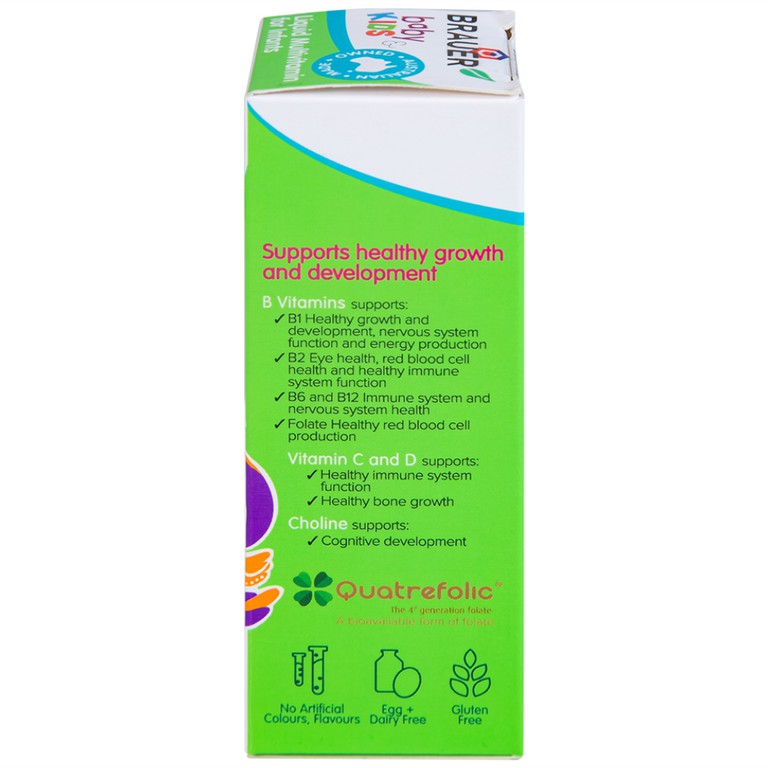 BRAUER
baby
KIDS
AUSTRALIAN MADE OWNED
Liquid Multivitamin
for Infants
Supports healthy growth
and development
B Vitamins supports:
✓ B1 Healthy growth and
development, nervous system
function and energy production
✓ B2 Eye health, red blood cell
health and healthy immune
system function
✓ B6 and B12 Immune system and
nervous system health
✓ Folate Healthy red blood cell
production
Vitamin C and D supports:
✓ Healthy immune system
function
✓ Healthy bone growth
Choline supports:
✓ Cognitive development
Quatrefolic™
The 4th generation folate
A bioavailable form of folate
No Artificial
Colours, Flavours
Egg +
Dairy Free
Gluten
Free